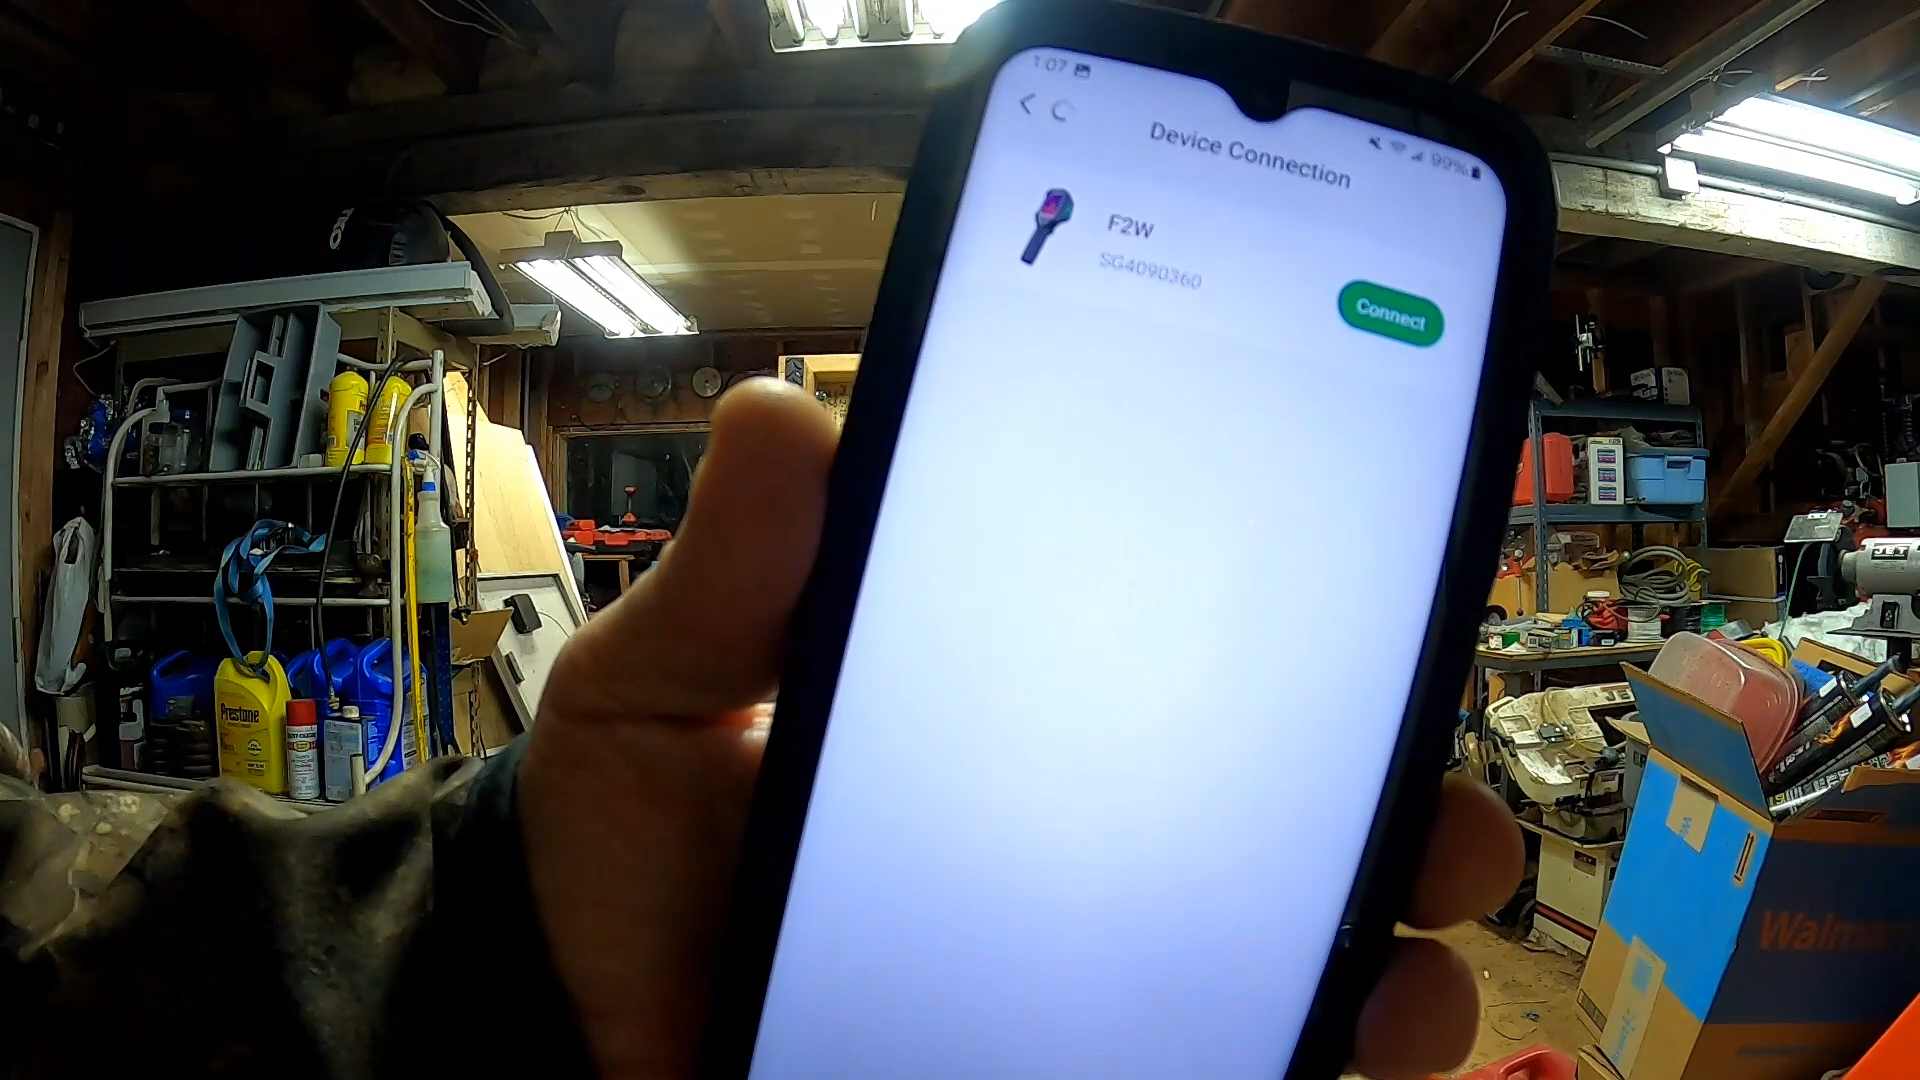 1:07
99%
Device Connection
F2W
SG4090360
Connect
Prestone
JET
Walmart